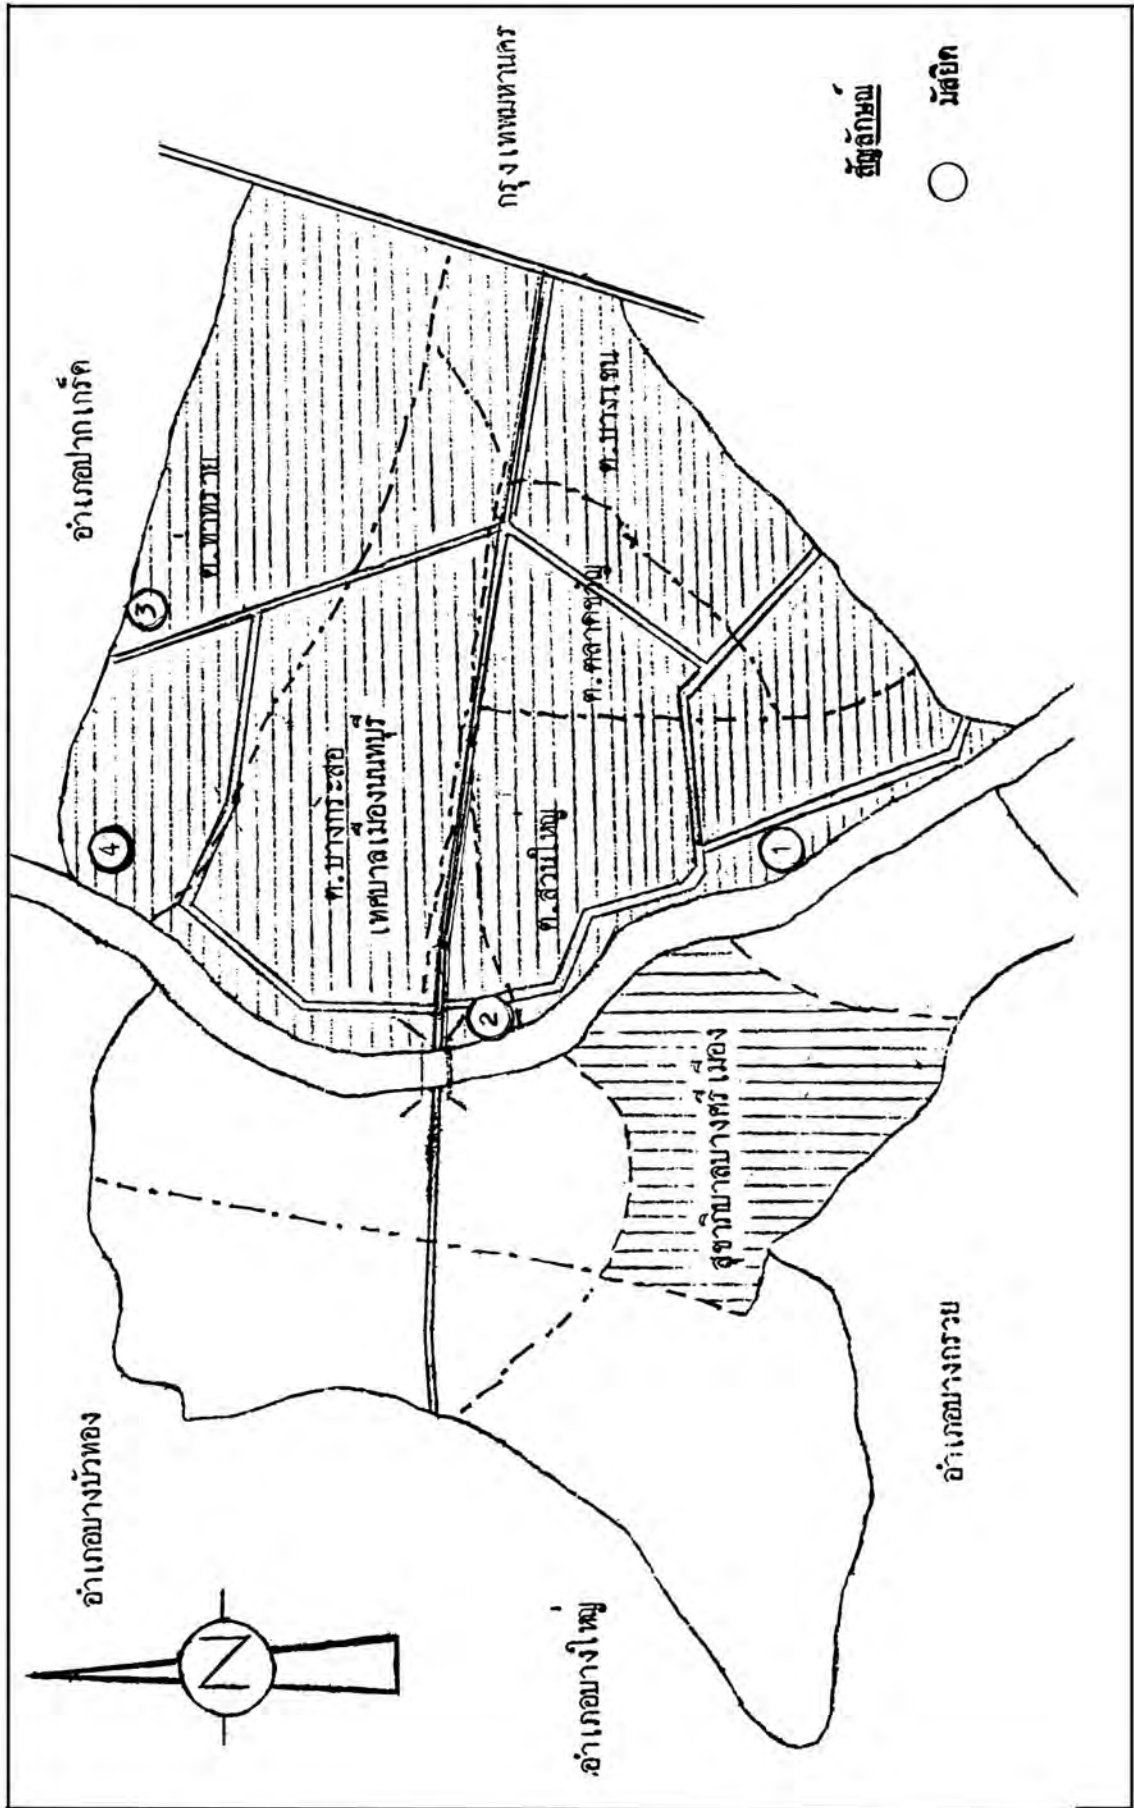 อำเภอปากเกร็ด
อำเภอบางบัวทอง
กรุงเทพมหานคร
ต.ท่าทราย
3
4
ต.บางกระสอ
เทศบาลเมืองนนทบุรี
ต.บางเขน
ต.ตลาดขวัญ
ต.สวนใหญ่
2
1
สุขาภิบาลบางศรีเมือง
N
อำเภอบางใหญ่
อำเภอบางกรวย
สัญลักษณ์
มัสยิด